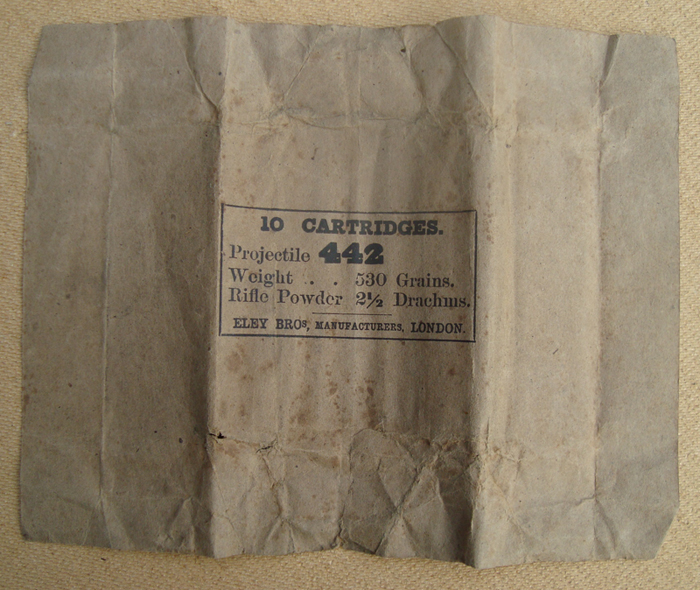 10 CARTRIDGES.
Projectile 442
Weight . . 530 Grains.
Rifle Powder 2½ Drachms.
ELEY BROS, MANUFACTURERS, LONDON.